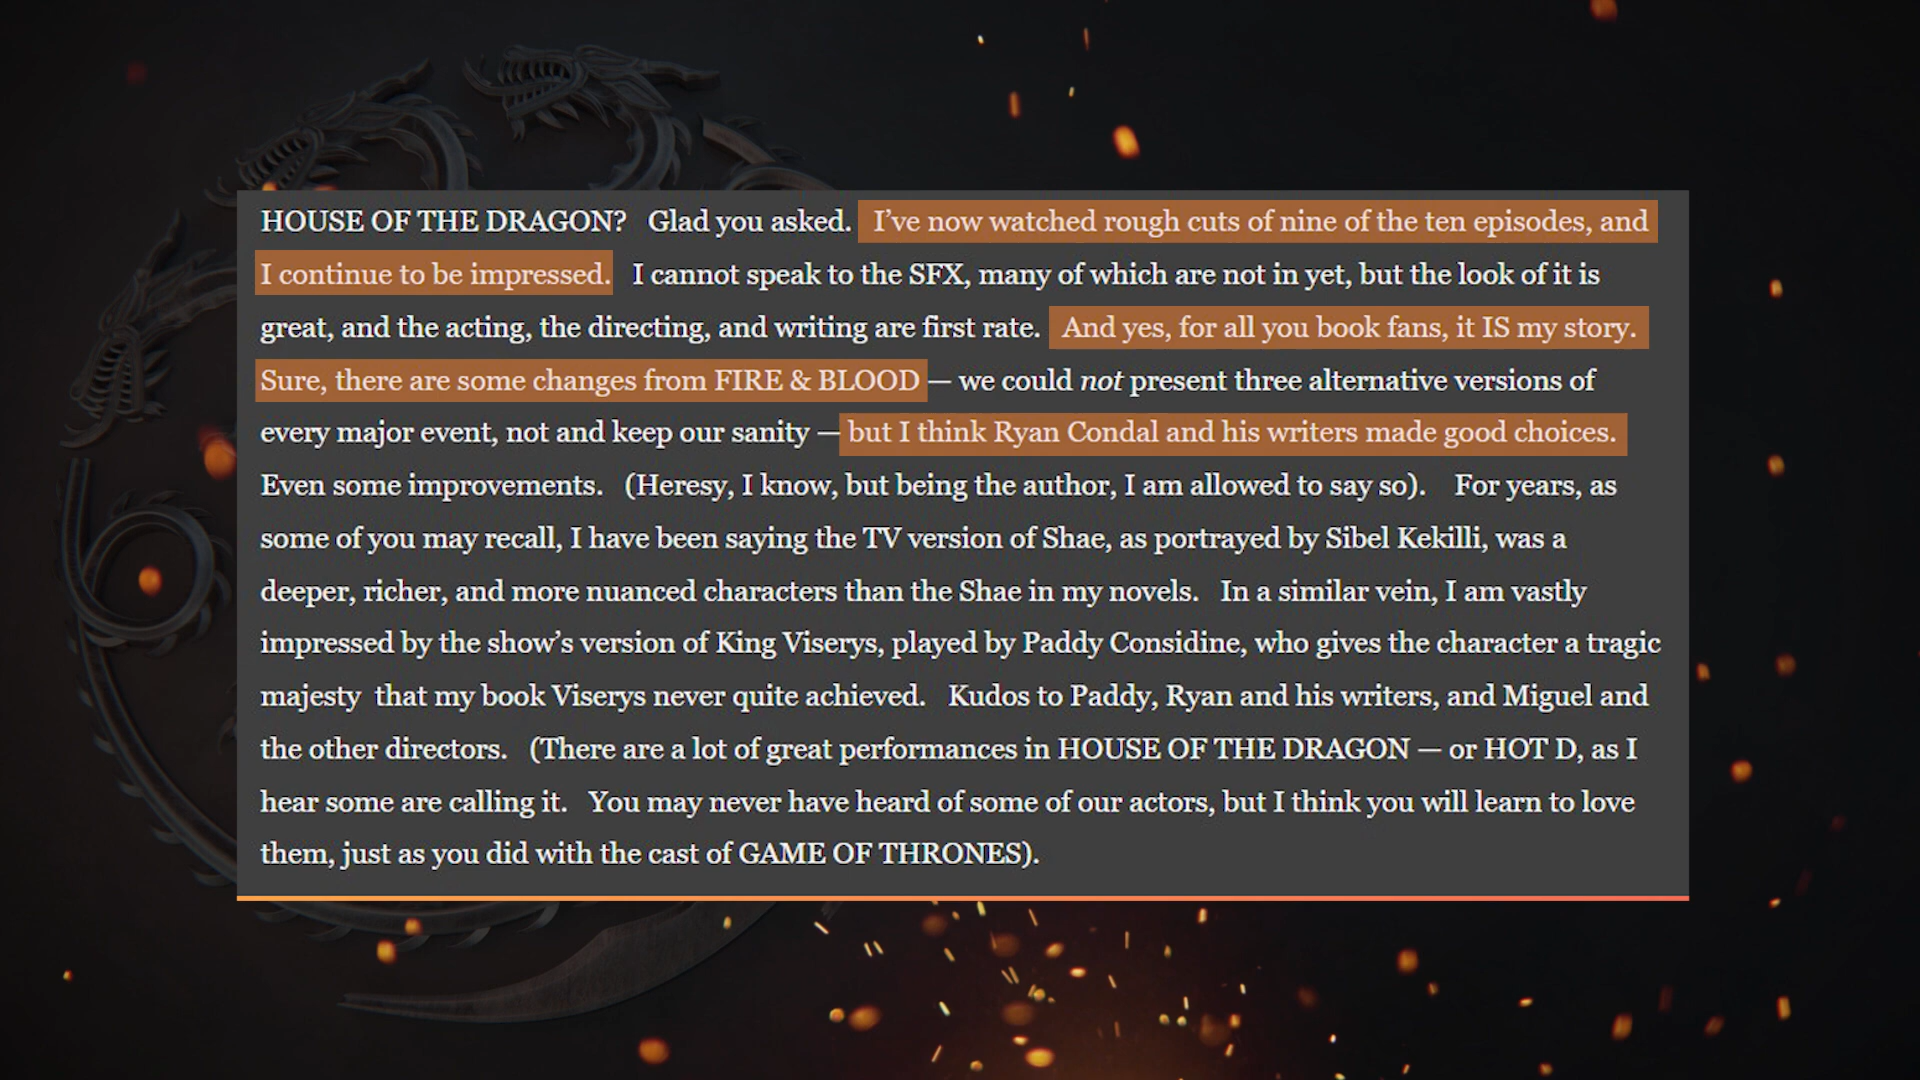 HOUSE OF THE DRAGON? Glad you asked. I’ve now watched rough cuts of nine of the ten episodes, and
I continue to be impressed. I cannot speak to the SFX, many of which are not in yet, but the look of it is
great, and the acting, the directing, and writing are first rate. And yes, for all you book fans, it IS my story.
Sure, there are some changes from FIRE & BLOOD — we could not present three alternative versions of
every major event, not and keep our sanity — but I think Ryan Condal and his writers made good choices.
Even some improvements. (Heresy, I know, but being the author, I am allowed to say so). For years, as
some of you may recall, I have been saying the TV version of Shae, as portrayed by Sibel Kekilli, was a
deeper, richer, and more nuanced characters than the Shae in my novels. In a similar vein, I am vastly
impressed by the show’s version of King Viserys, played by Paddy Considine, who gives the character a tragic
majesty that my book Viserys never quite achieved. Kudos to Paddy, Ryan and his writers, and Miguel and
the other directors. (There are a lot of great performances in HOUSE OF THE DRAGON — or HOT D, as I
hear some are calling it. You may never have heard of some of our actors, but I think you will learn to love
them, just as you did with the cast of GAME OF THRONES).